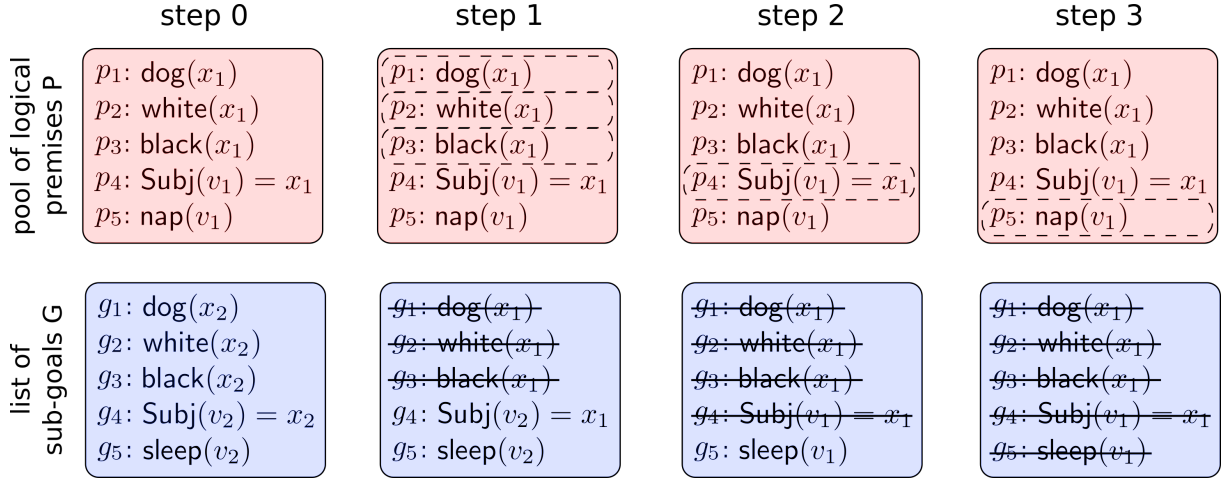 step 0
step 1
step 2
step 3
pool of logical
premises P
p₁: dog(x₁)
p₂: white(x₁)
p₃: black(x₁)
p₄: Subj(v₁) = x₁
p₅: nap(v₁)
p₁: dog(x₁)
p₂: white(x₁)
p₃: black(x₁)
p₄: Subj(v₁) = x₁
p₅: nap(v₁)
p₁: dog(x₁)
p₂: white(x₁)
p₃: black(x₁)
p₄: Subj(v₁) = x₁
p₅: nap(v₁)
p₁: dog(x₁)
p₂: white(x₁)
p₃: black(x₁)
p₄: Subj(v₁) = x₁
p₅: nap(v₁)
list of
sub-goals G
g₁: dog(x₂)
g₂: white(x₂)
g₃: black(x₂)
g₄: Subj(v₂) = x₂
g₅: sleep(v₂)
g₁: dog(x₁)
g₂: white(x₁)
g₃: black(x₁)
g₄: Subj(v₂) = x₁
g₅: sleep(v₂)
g₁: dog(x₁)
g₂: white(x₁)
g₃: black(x₁)
g₄: Subj(v₁) = x₁
g₅: sleep(v₁)
g₁: dog(x₁)
g₂: white(x₁)
g₃: black(x₁)
g₄: Subj(v₁) = x₁
g₅: sleep(v₁)